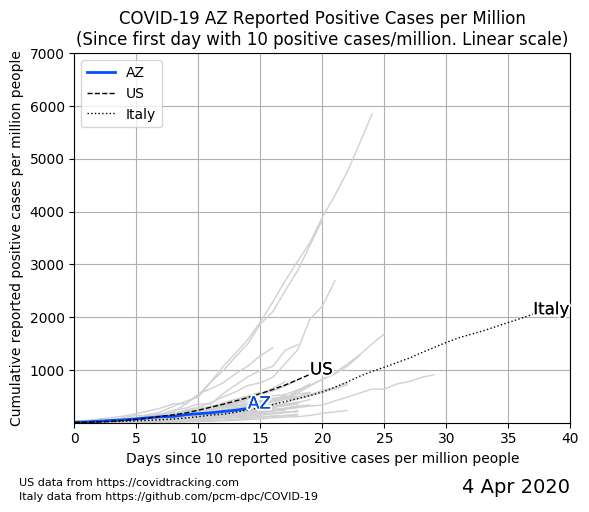 COVID-19 AZ Reported Positive Cases per Million
(Since first day with 10 positive cases/million. Linear scale)
Cumulative reported positive cases per million people
7000
6000
5000
4000
3000
2000
1000
AZ
US
Italy
Italy
US
AZ
0 5 10 15 20 25 30 35 40
Days since 10 reported positive cases per million people
US data from https://covidtracking.com
Italy data from https://github.com/pcm-dpc/COVID-19
4 Apr 2020